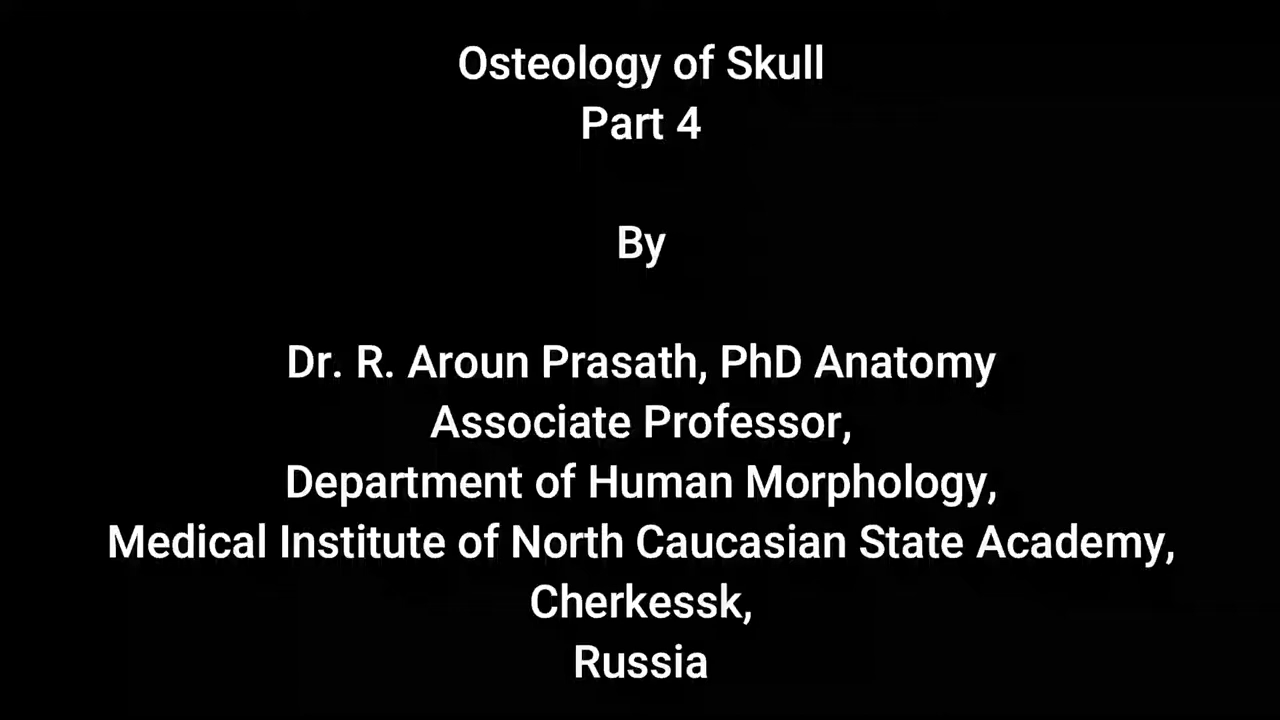 Osteology of Skull
Part 4
By
Dr. R. Aroun Prasath, PhD Anatomy
Associate Professor,
Department of Human Morphology,
Medical Institute of North Caucasian State Academy,
Cherkessk,
Russia